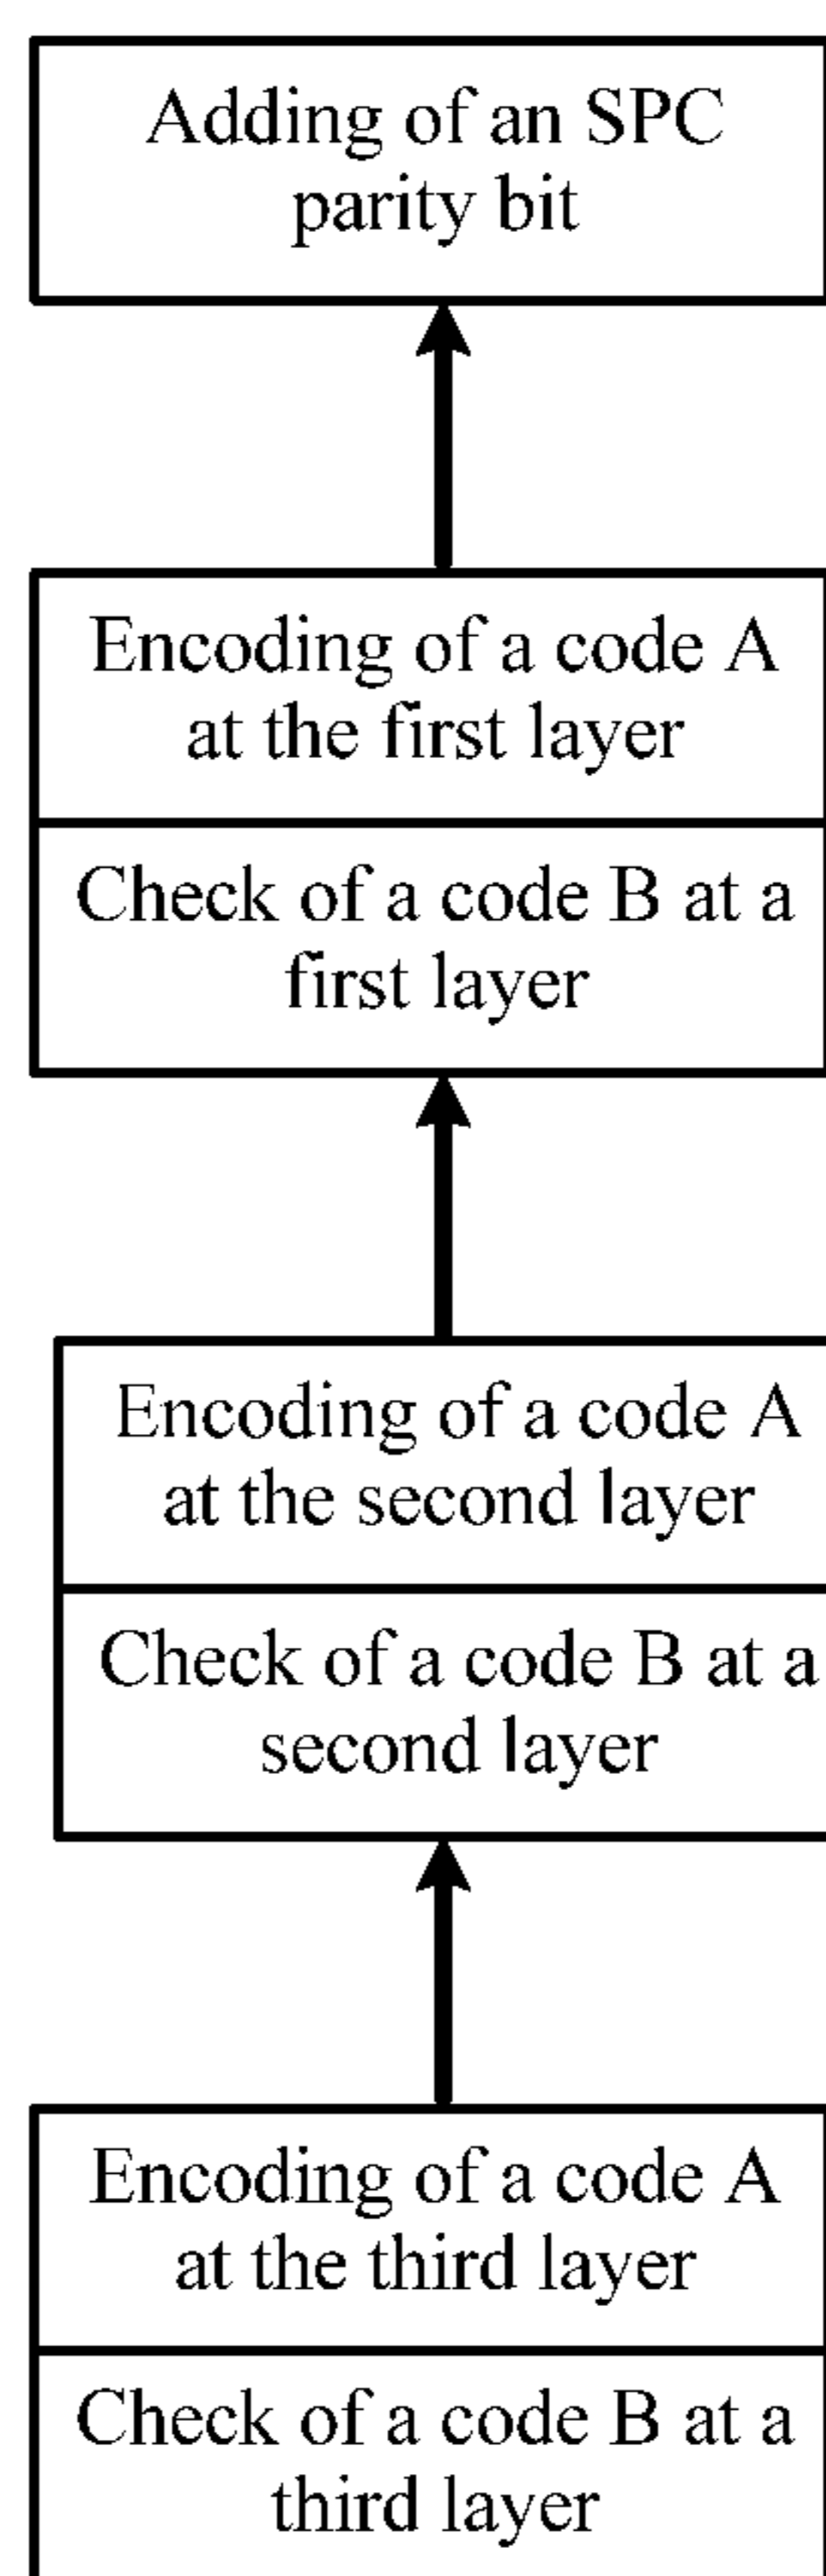 Adding of an SPC
parity bit
Encoding of a code A
at the first layer
Check of a code B at a
first layer
Encoding of a code A
at the second layer
Check of a code B at a
second layer
Encoding of a code A
at the third layer
Check of a code B at a
third layer